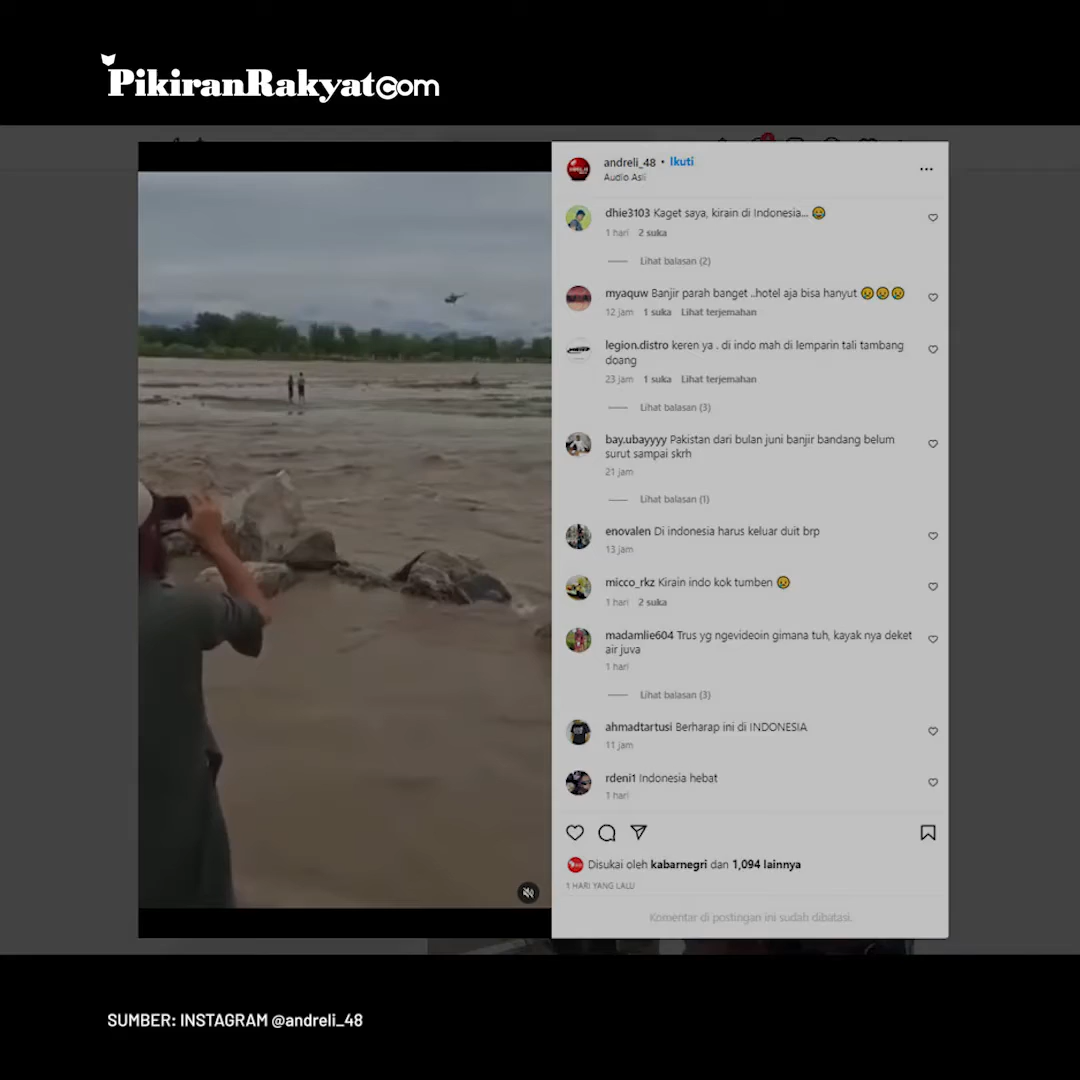 PikiranRakyatcom
andreli_48 • Ikuti
Audio Asli
dhie3103 Kaget saya, kirain di Indonesia... 😂
1 hari 2 suka
Lihat balasan (2)
myaquw Banjir parah banget ..hotel aja bisa hanyut 😢😢😢
12 jam 1 suka Lihat terjemahan
legion.distro keren ya . di indo mah di lemparin tali tambang
doang
23 jam 1 suka Lihat terjemahan
Lihat balasan (3)
bay.ubayyyy Pakistan dari bulan juni banjir bandang belum
surut sampai skrh
21 jam
Lihat balasan (1)
enovalen Di indonesia harus keluar duit brp
13 jam
micco_rkz Kirain indo kok tumben 😢
1 hari 2 suka
madamlie604 Trus yg ngevideoin gimana tuh, kayak nya deket
air juva
1 hari
Lihat balasan (3)
ahmadtartusi Berharap ini di INDONESIA
11 jam
rdeni1 Indonesia hebat
1 hari
Disukai oleh kabarnegri dan 1,094 lainnya
1 HARI YANG LALU
Komentar di postingan ini sudah dibatasi.
SUMBER: INSTAGRAM @andreli_48